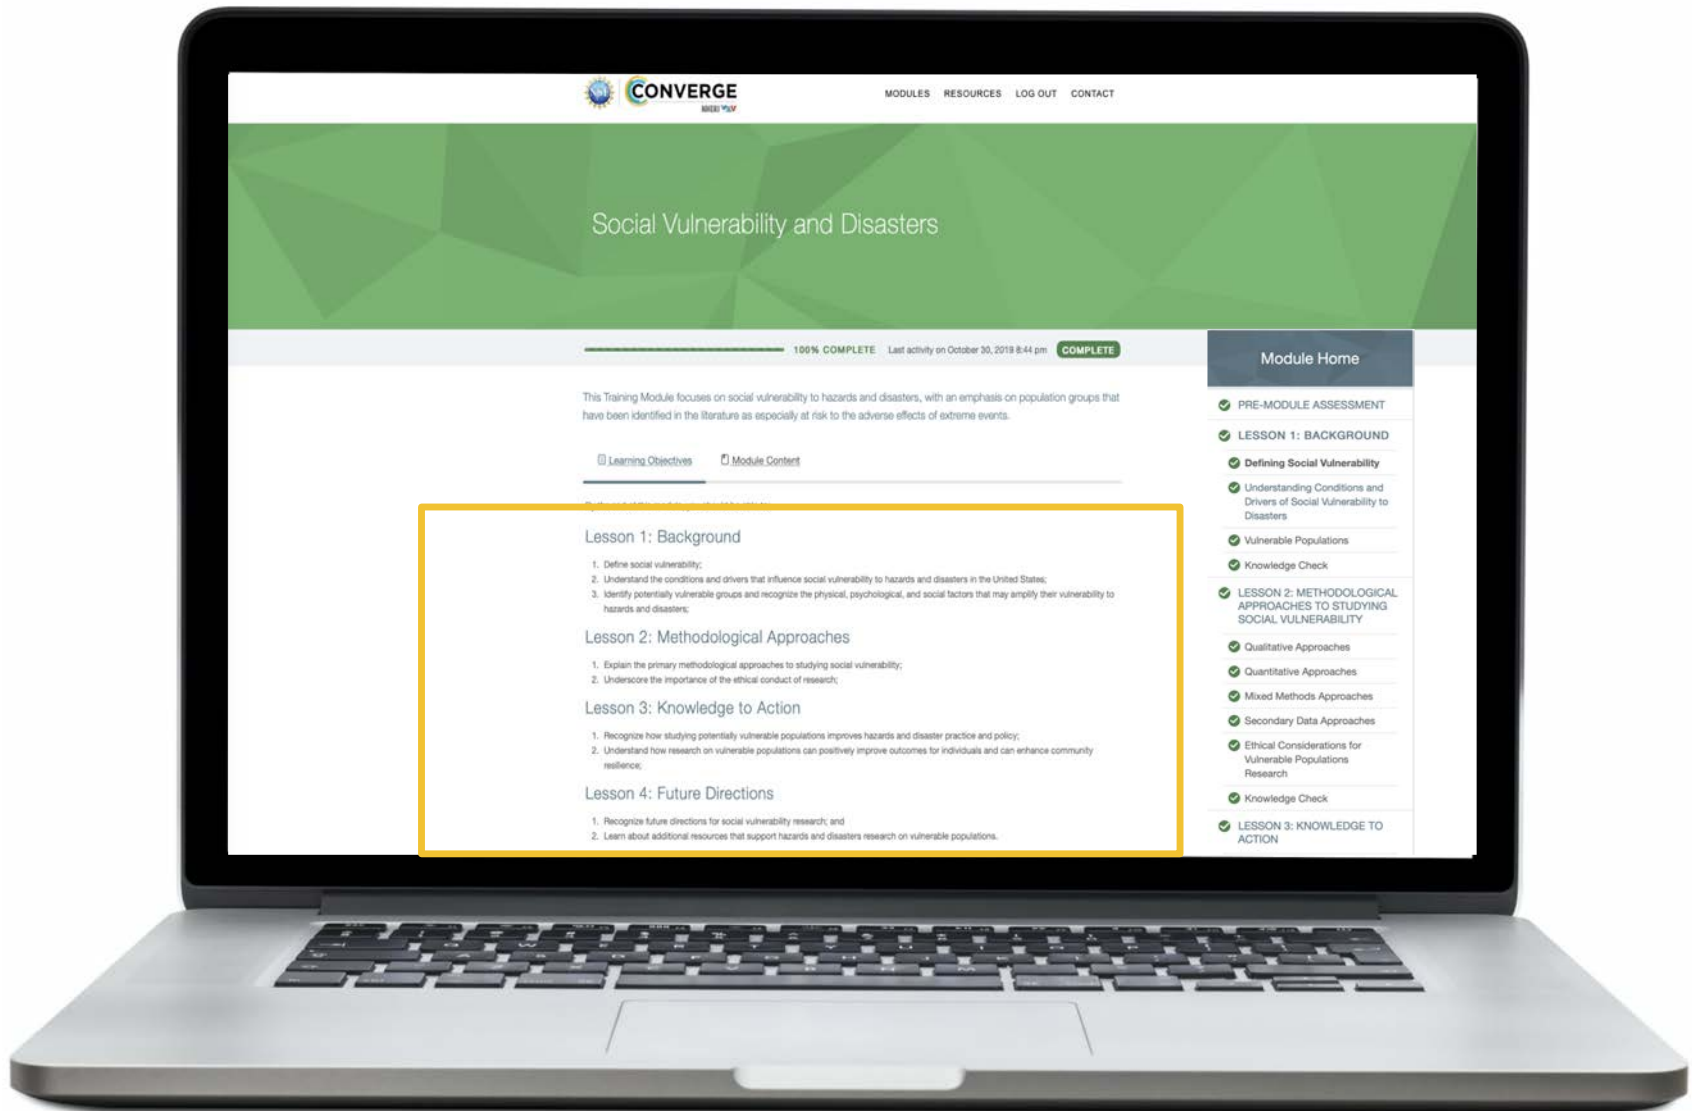 CONVERGE
MODULES RESOURCES LOG OUT CONTACT
Social Vulnerability and Disasters
100% COMPLETE Last activity on October 30, 2019 8:44 pm COMPLETE
This Training Module focuses on social vulnerability to hazards and disasters, with an emphasis on population groups that
have been identified in the literature as especially at risk to the adverse effects of extreme events.
Learning Objectives Module Content
Lesson 1: Background
1. Define social vulnerability;
2. Understand the conditions and drivers that influence social vulnerability to hazards and disasters in the United States;
3. Identify potentially vulnerable groups and recognize the physical, psychological, and social factors that may amplify their vulnerability to
hazards and disasters;
Lesson 2: Methodological Approaches
1. Explain the primary methodological approaches to studying social vulnerability;
2. Underscore the importance of the ethical conduct of research;
Lesson 3: Knowledge to Action
1. Recognize how studying potentially vulnerable populations improves hazards and disaster practice and policy;
2. Understand how research on vulnerable populations can positively improve outcomes for individuals and can enhance community
resilience;
Lesson 4: Future Directions
1. Recognize future directions for social vulnerability research; and
2. Learn about additional resources that support hazards and disasters research on vulnerable populations.
Module Home
PRE-MODULE ASSESSMENT
LESSON 1: BACKGROUND
Defining Social Vulnerability
Understanding Conditions and
Drivers of Social Vulnerability to
Disasters
Vulnerable Populations
Knowledge Check
LESSON 2: METHODOLOGICAL
APPROACHES TO STUDYING
SOCIAL VULNERABILITY
Qualitative Approaches
Quantitative Approaches
Mixed Methods Approaches
Secondary Data Approaches
Ethical Considerations for
Vulnerable Populations
Research
Knowledge Check
LESSON 3: KNOWLEDGE TO
ACTION